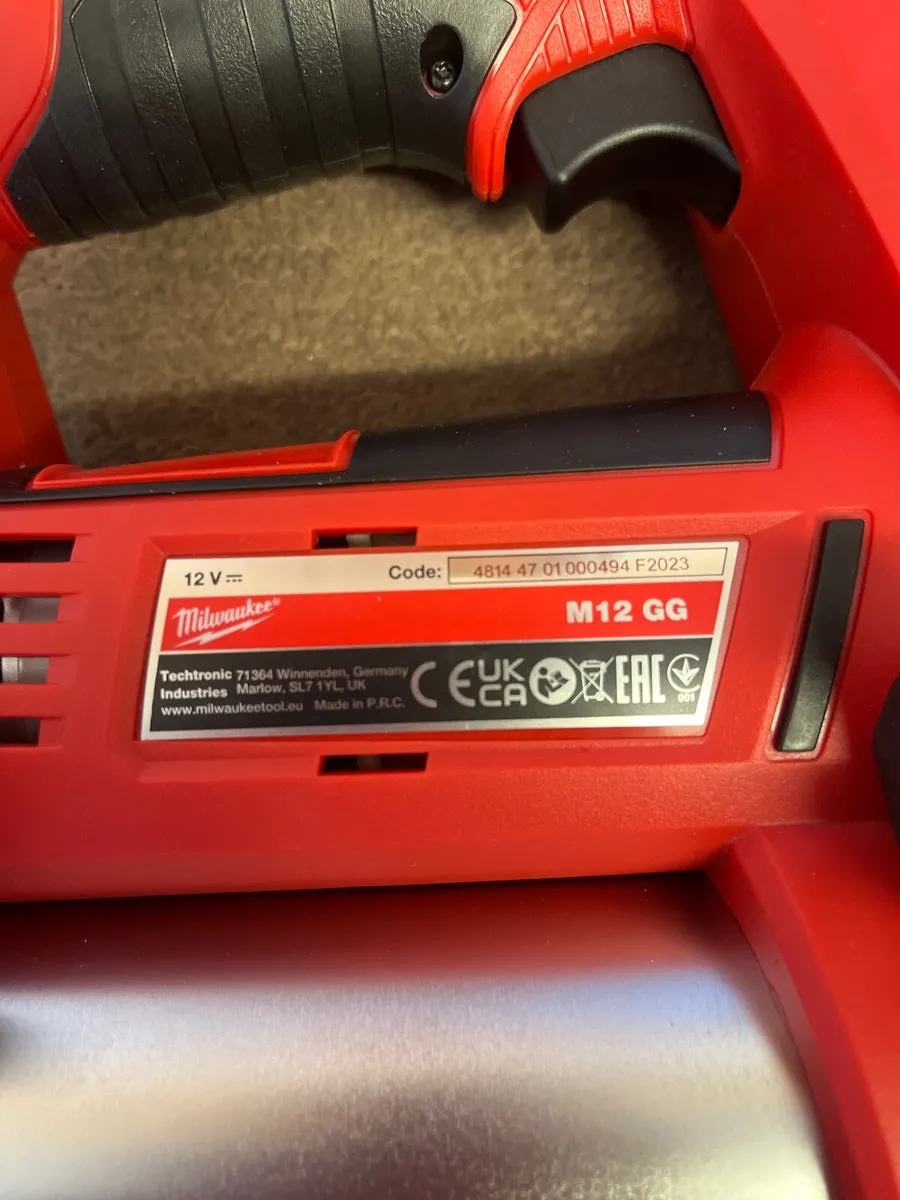 12 V
Code: 4814 47 01 000494 F2023
Milwaukee®
M12 GG
Techtronic 71364 Winnenden, Germany
Industries Marlow, SL7 1YL, UK
www.milwaukeetool.eu Made in P.R.C.
CE UK CA EAC 001